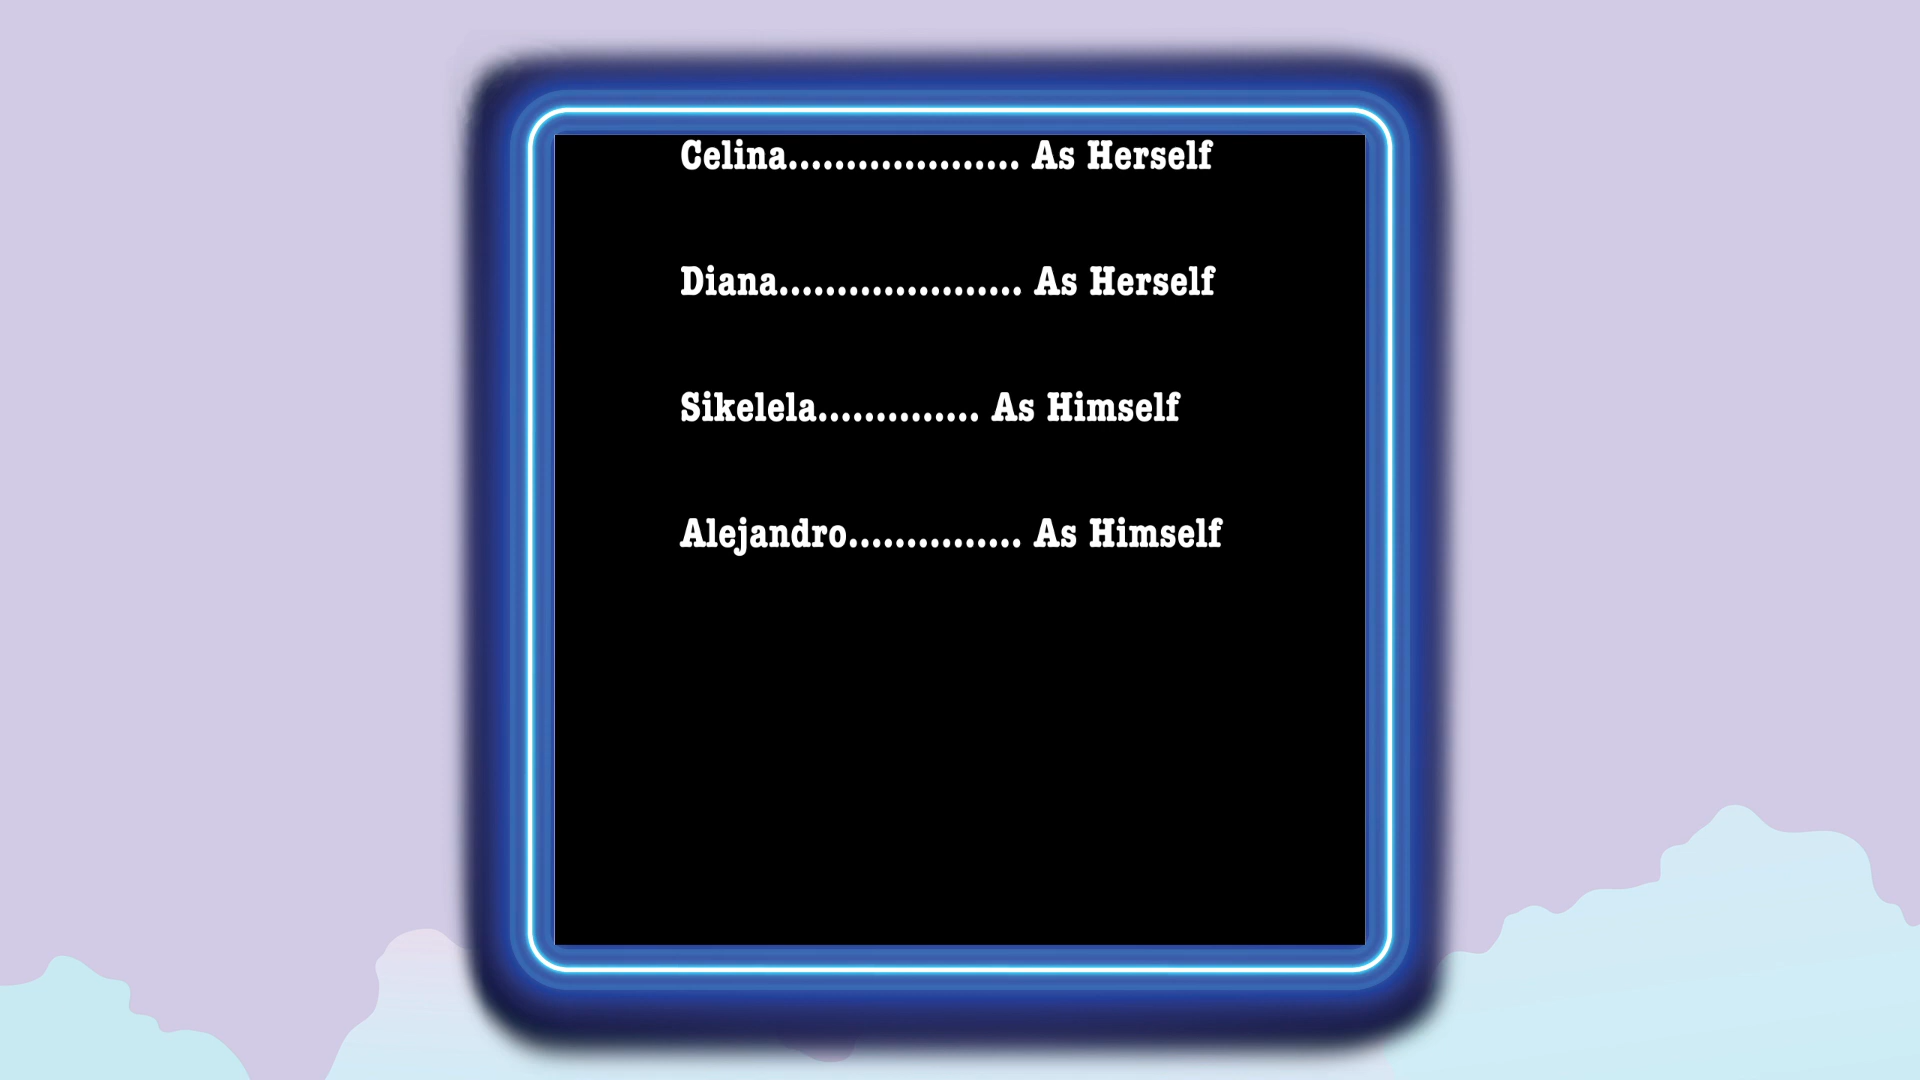 Celina.................... As Herself
Diana..................... As Herself
Sikelela.............. As Himself
Alejandro............... As Himself